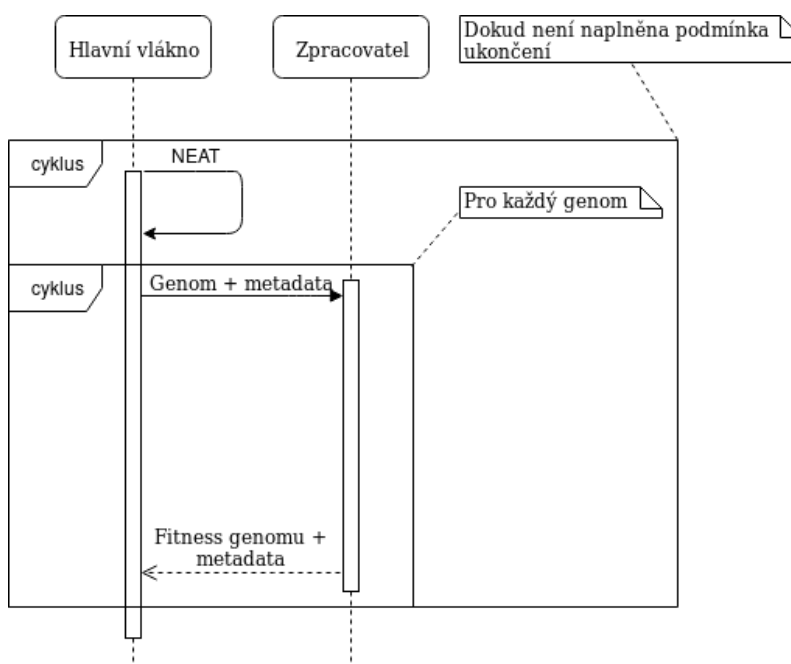 Hlavní vlákno
Zpracovatel
Dokud není naplněna podmínka
ukončení
cyklus
NEAT
Pro každý genom
cyklus
Genom + metadata
Fitness genomu +
metadata